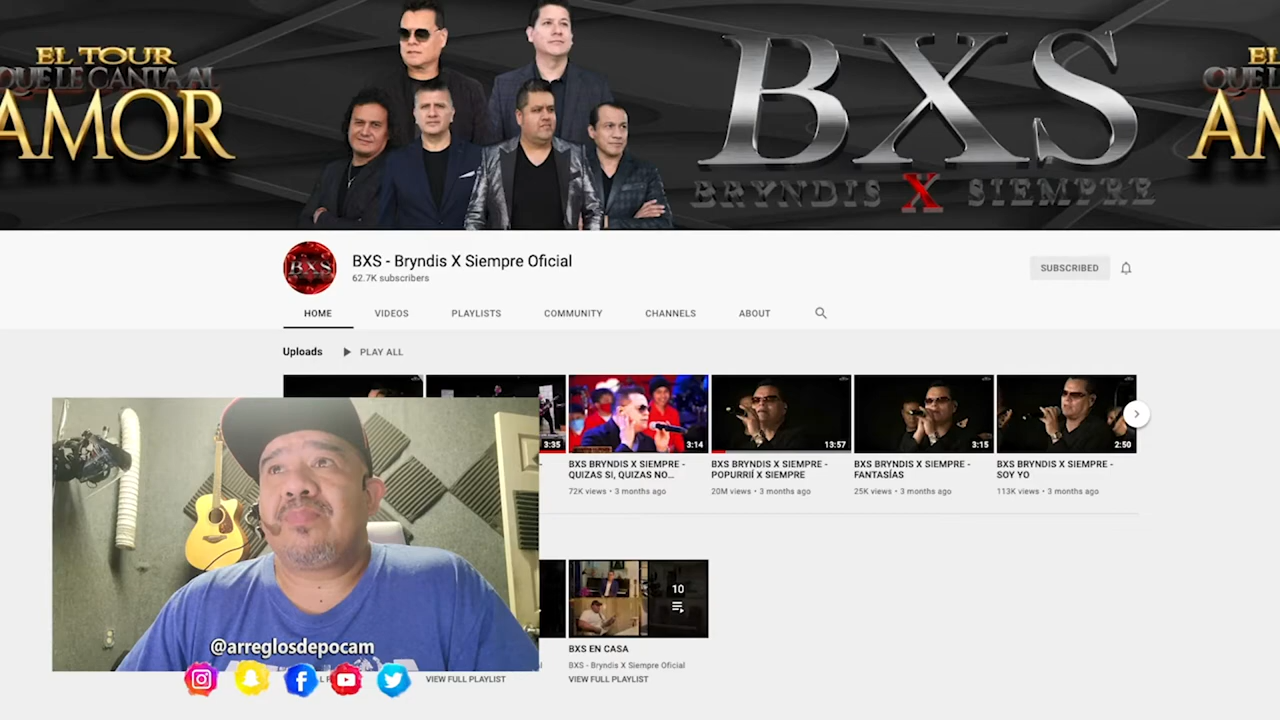 EL TOUR
QUE LE CANTA AL
AMOR
BXS
BRYNDIS X SIEMPRE
EL
AM
BXS
BXS - Bryndis X Siempre Oficial
62.7K subscribers
SUBSCRIBED
HOME
VIDEOS
PLAYLISTS
COMMUNITY
CHANNELS
ABOUT
Uploads
PLAY ALL
3:35
3:14
13:57
3:15
2:50
BXS BRYNDIS X SIEMPRE -
QUIZAS SI, QUIZAS NO...
72K views • 3 months ago
BXS BRYNDIS X SIEMPRE -
POPURRIÍ X SIEMPRE
20M views • 3 months ago
BXS BRYNDIS X SIEMPRE -
FANTASÍAS
25K views • 3 months ago
BXS BRYNDIS X SIEMPRE -
SOY YO
113K views • 3 months ago
10
BXS EN CASA
BXS - Bryndis X Siempre Oficial
VIEW FULL PLAYLIST
VIEW FULL PLAYLIST
@arreglosdepocam